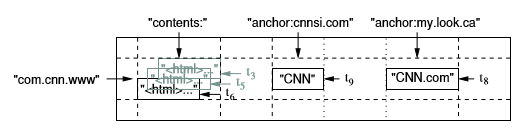 "contents:" "anchor:cnnsi.com" "anchor:my.look.ca"
"<html>..." t3
"com.cnn.www" "<html>..." t5 "CNN" t9 "CNN.com" t8
"<html>..." t6